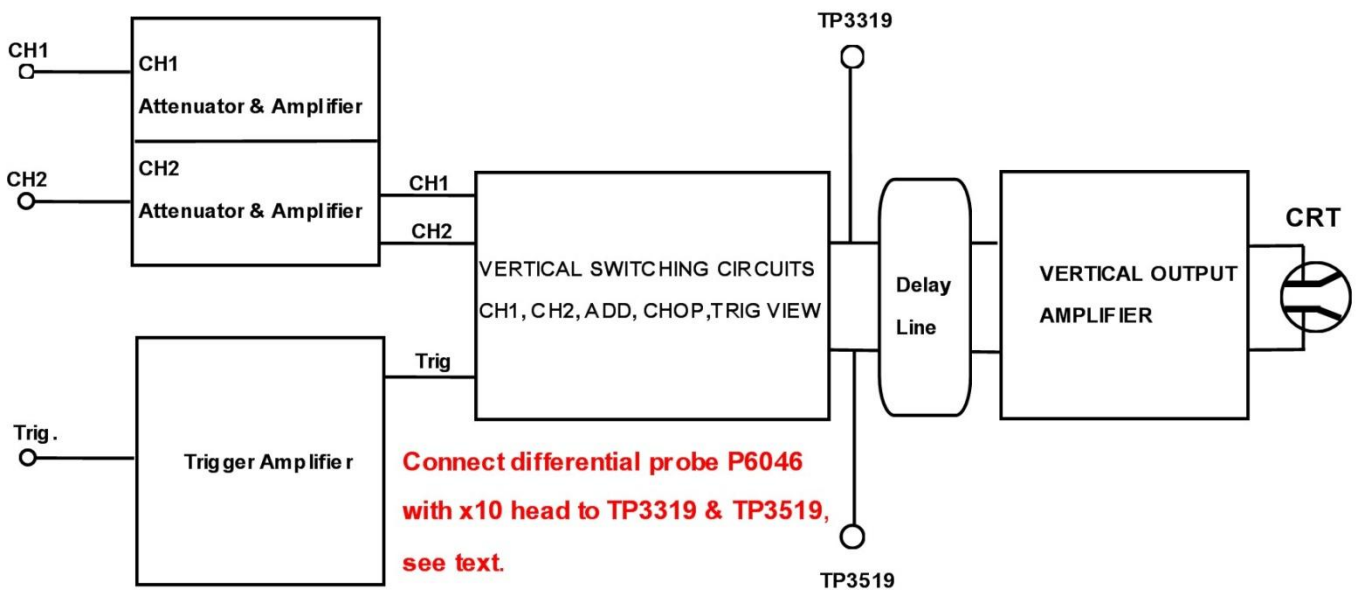 TP3319
CH1
CH1
Attenuator & Amplifier
CH2
CH2
Attenuator & Amplifier
CH1
CH2
VERTICAL SWITCHING CIRCUITS
CH1, CH2, ADD, CHOP,TRIG VIEW
Delay
Line
VERTICAL OUTPUT
AMPLIFIER
CRT
Trig
Trig.
Trigger Amplifier
Connect differential probe P6046
with x10 head to TP3319 & TP3519,
see text.
TP3519